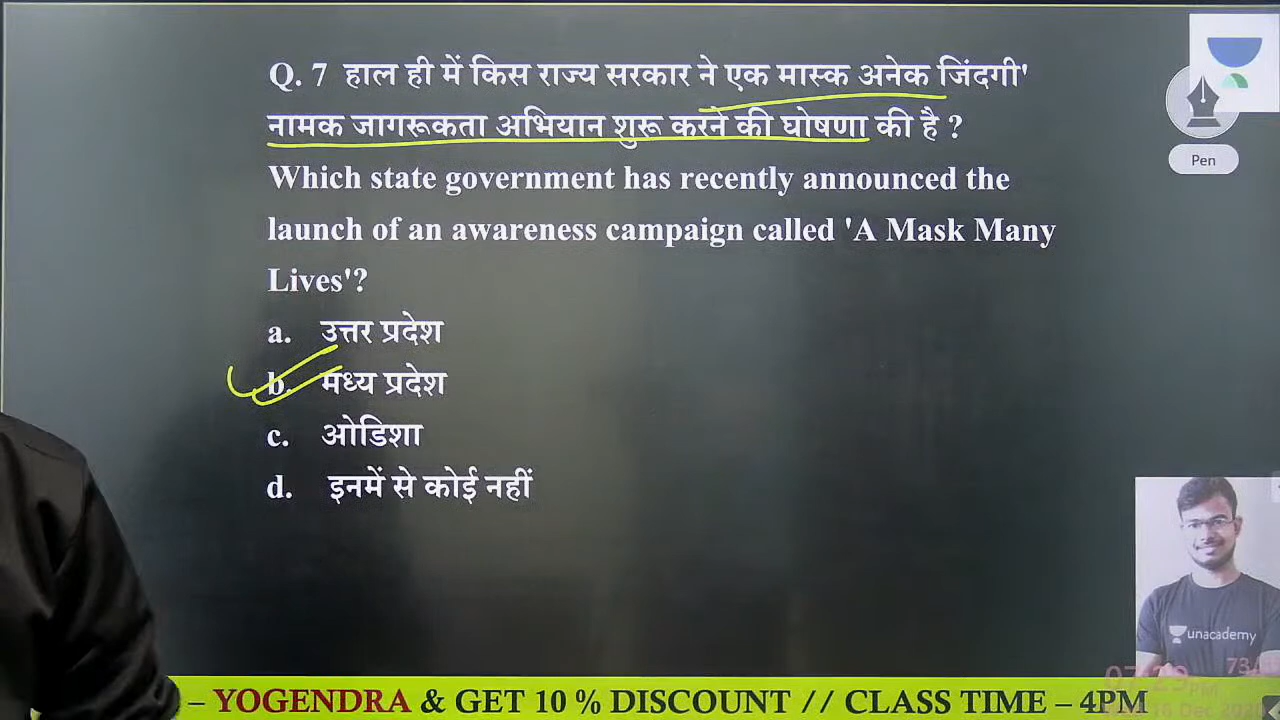 Q. 7 हाल ही में किस राज्य सरकार ने एक मास्क अनेक जिंदगी'
नामक जागरूकता अभियान शुरू करने की घोषणा की है ?
Which state government has recently announced the
launch of an awareness campaign called 'A Mask Many
Lives'?
a. उत्तर प्रदेश
b. मध्य प्रदेश
c. ओडिशा
d. इनमें से कोई नहीं
Pen
unacademy
– YOGENDRA & GET 10 % DISCOUNT // CLASS TIME – 4PM